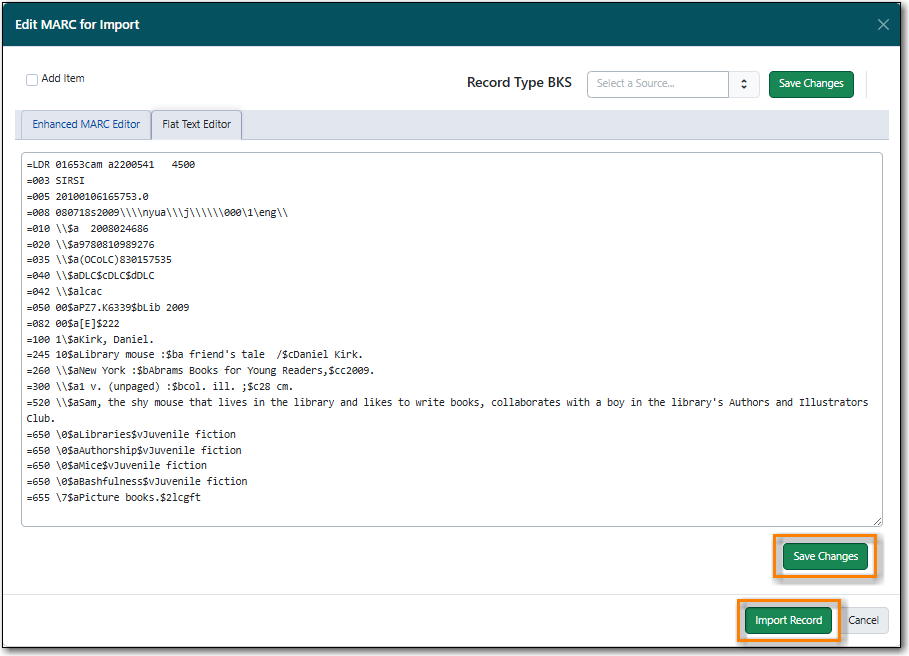 Edit MARC for Import
Add Item
Record Type BKS
Select a Source...
Save Changes
Enhanced MARC Editor
Flat Text Editor
=LDR 01653cam a2200541   4500
=003 SIRSI
=005 20100106165753.0
=008 080718s2009\\\\nyua\\\j\\\\\\000\1\eng\\
=010 \\$a  2008024686
=020 \\$a9780810989276
=035 \\$a(OCoLC)830157535
=040 \\$aDLC$cDLC$dDLC
=042 \\$alcac
=050 00$aPZ7.K6339$bLib 2009
=082 00$a[E]$222
=100 1\$aKirk, Daniel.
=245 10$aLibrary mouse :$ba friend's tale  /$cDaniel Kirk.
=260 \\$aNew York :$bAbrams Books for Young Readers,$cc2009.
=300 \\$a1 v. (unpaged) :$bcol. ill. ;$c28 cm.
=520 \\$aSam, the shy mouse that lives in the library and likes to write books, collaborates with a boy in the library's Authors and Illustrators
Club.
=650 \0$aLibraries$vJuvenile fiction
=650 \0$aAuthorship$vJuvenile fiction
=650 \0$aMice$vJuvenile fiction
=650 \0$aBashfulness$vJuvenile fiction
=655 \7$aPicture books.$2lcgft
Save Changes
Import Record
Cancel